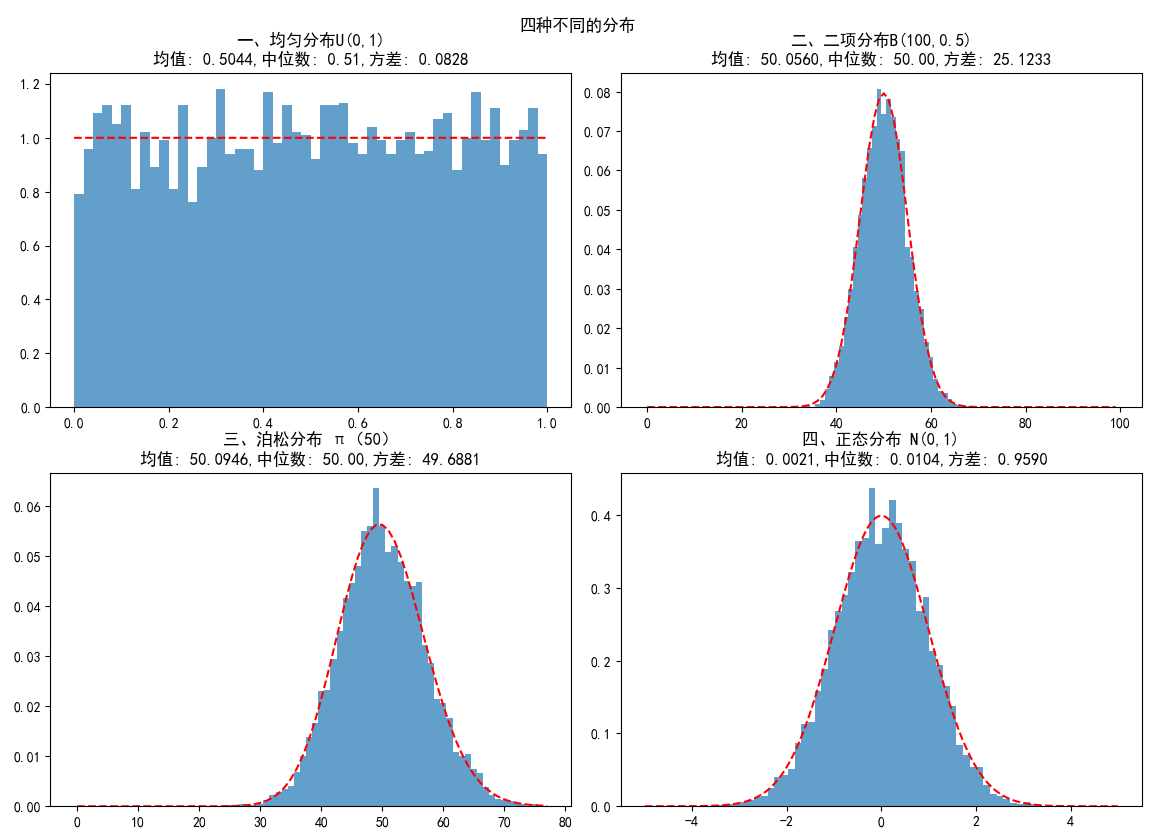 四种不同的分布
一、均匀分布U(0,1)
均值: 0.5044,中位数: 0.51,方差: 0.0828
1.2
1.0
0.8
0.6
0.4
0.2
0.0
0.0 0.2 0.4 0.6 0.8 1.0
二、二项分布B(100,0.5)
均值: 50.0560,中位数: 50.00,方差: 25.1233
0.08
0.07
0.06
0.05
0.04
0.03
0.02
0.01
0.00
0 20 40 60 80 100
三、泊松分布 π（50）
均值: 50.0946,中位数: 50.00,方差: 49.6881
0.06
0.05
0.04
0.03
0.02
0.01
0.00
0 10 20 30 40 50 60 70 80
四、正态分布 N(0,1)
均值: 0.0021,中位数: 0.0104,方差: 0.9590
0.4
0.3
0.2
0.1
0.0
−4 −2 0 2 4